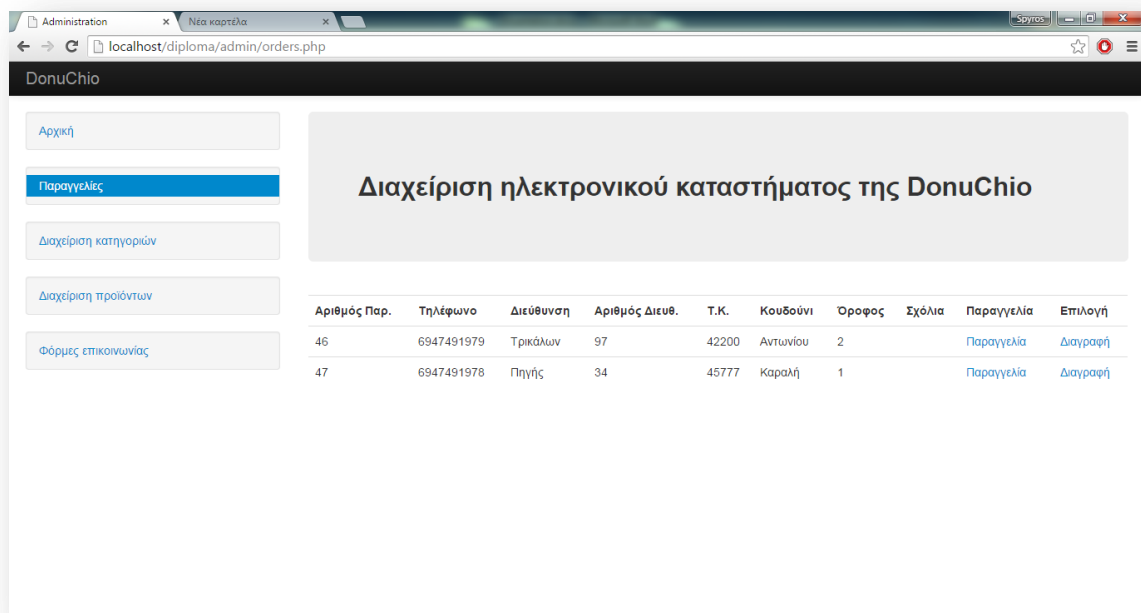 Administration Νέα καρτέλα Spyros
localhost/diploma/admin/orders.php
DonuChio
Αρχική
Παραγγελίες
Διαχείριση κατηγοριών
Διαχείριση προϊόντων
Φόρμες επικοινωνίας
Διαχείριση ηλεκτρονικού καταστήματος της DonuChio
Αριθμός Παρ. Τηλέφωνο Διεύθυνση Αριθμός Διευθ. Τ.Κ. Κουδούνι Όροφος Σχόλια Παραγγελία Επιλογή
46 6947491979 Τρικάλων 97 42200 Αντωνίου 2 Παραγγελία Διαγραφή
47 6947491978 Πηγής 34 45777 Καραλή 1 Παραγγελία Διαγραφή